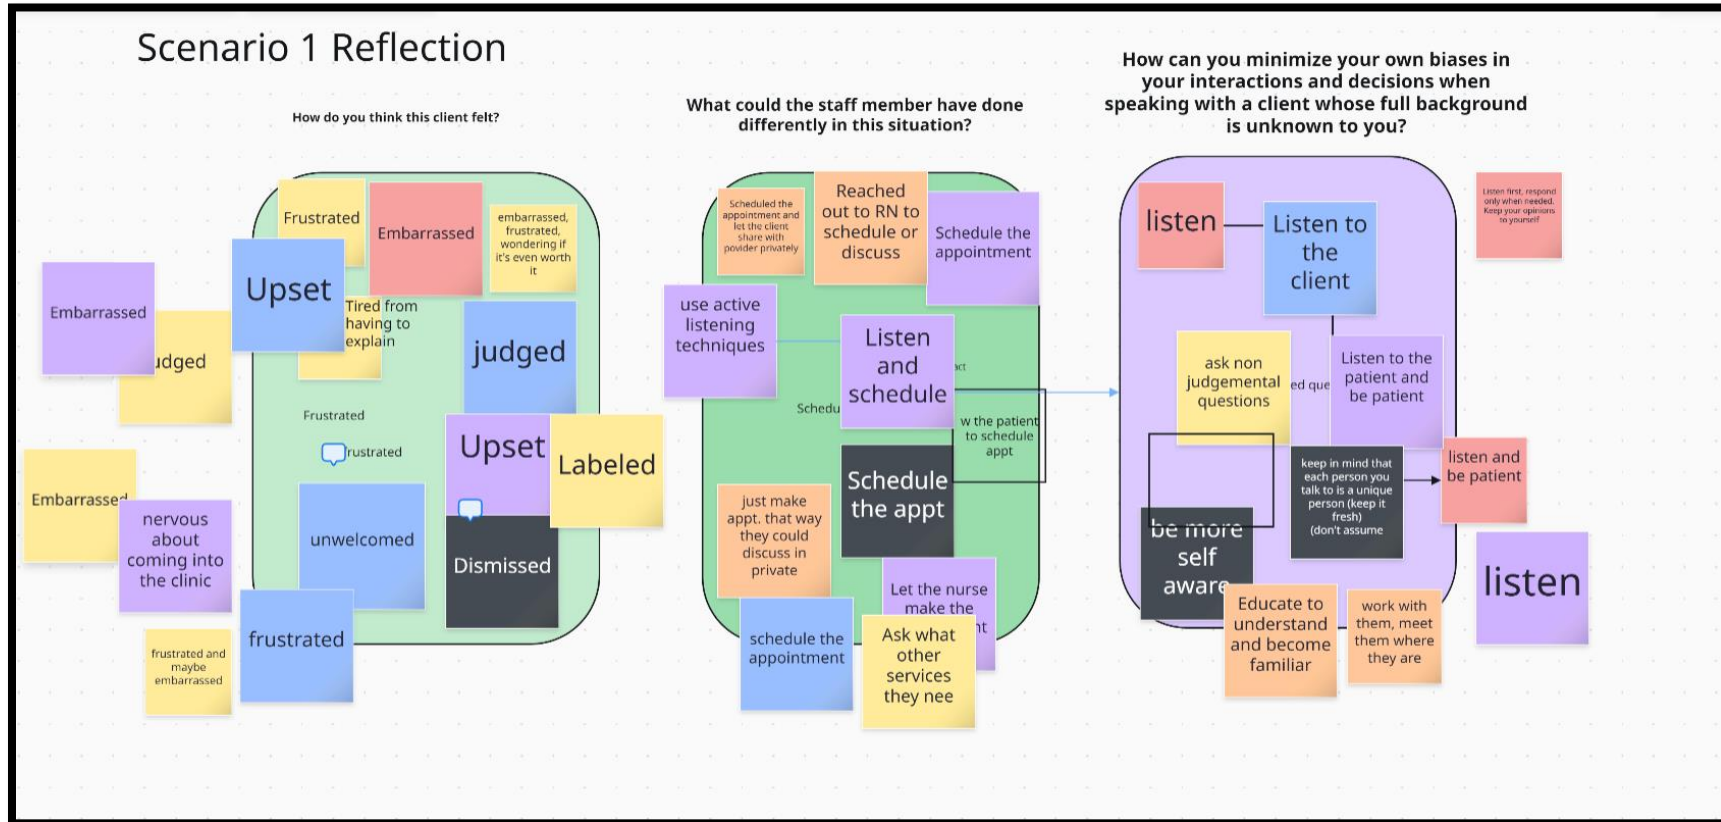 Scenario 1 Reflection
How do you think this client felt?
Frustrated
Embarrassed
embarrassed,
frustrated,
wondering if
it's even worth
it
Upset
Embarrassed
Tired from
having to
explain
judged
udged
Frustrated
rustrated
Upset
Labeled
Embarrassed
nervous
about
coming into
the clinic
unwelcomed
Dismissed
frustrated
frustrated and
maybe
embarrassed
What could the staff member have done
differently in this situation?
Scheduled the
appointment and
let the client
share with
povider privately
Reached
out to RN to
schedule or
discuss
Schedule the
appointment
use active
listening
techniques
Listen
and
schedule
act
Schedu
w the patient
to schedule
appt
Schedule
the appt
just make
appt. that way
they could
discuss in
private
Let the nurse
make the
nt
schedule the
appointment
Ask what
other
services
they nee
How can you minimize your own biases in
your interactions and decisions when
speaking with a client whose full background
is unknown to you?
listen
Listen to
the
client
Listen first, respond
only when needed.
Keep your opinions
to yourself
ask non
judgemental
questions
ed que
Listen to the
patient and
be patient
keep in mind that
each person you
talk to is a unique
person (keep it
fresh)
(don't assume
listen and
be patient
be more
self
aware
listen
Educate to
understand
and become
familiar
work with
them, meet
them where
they are